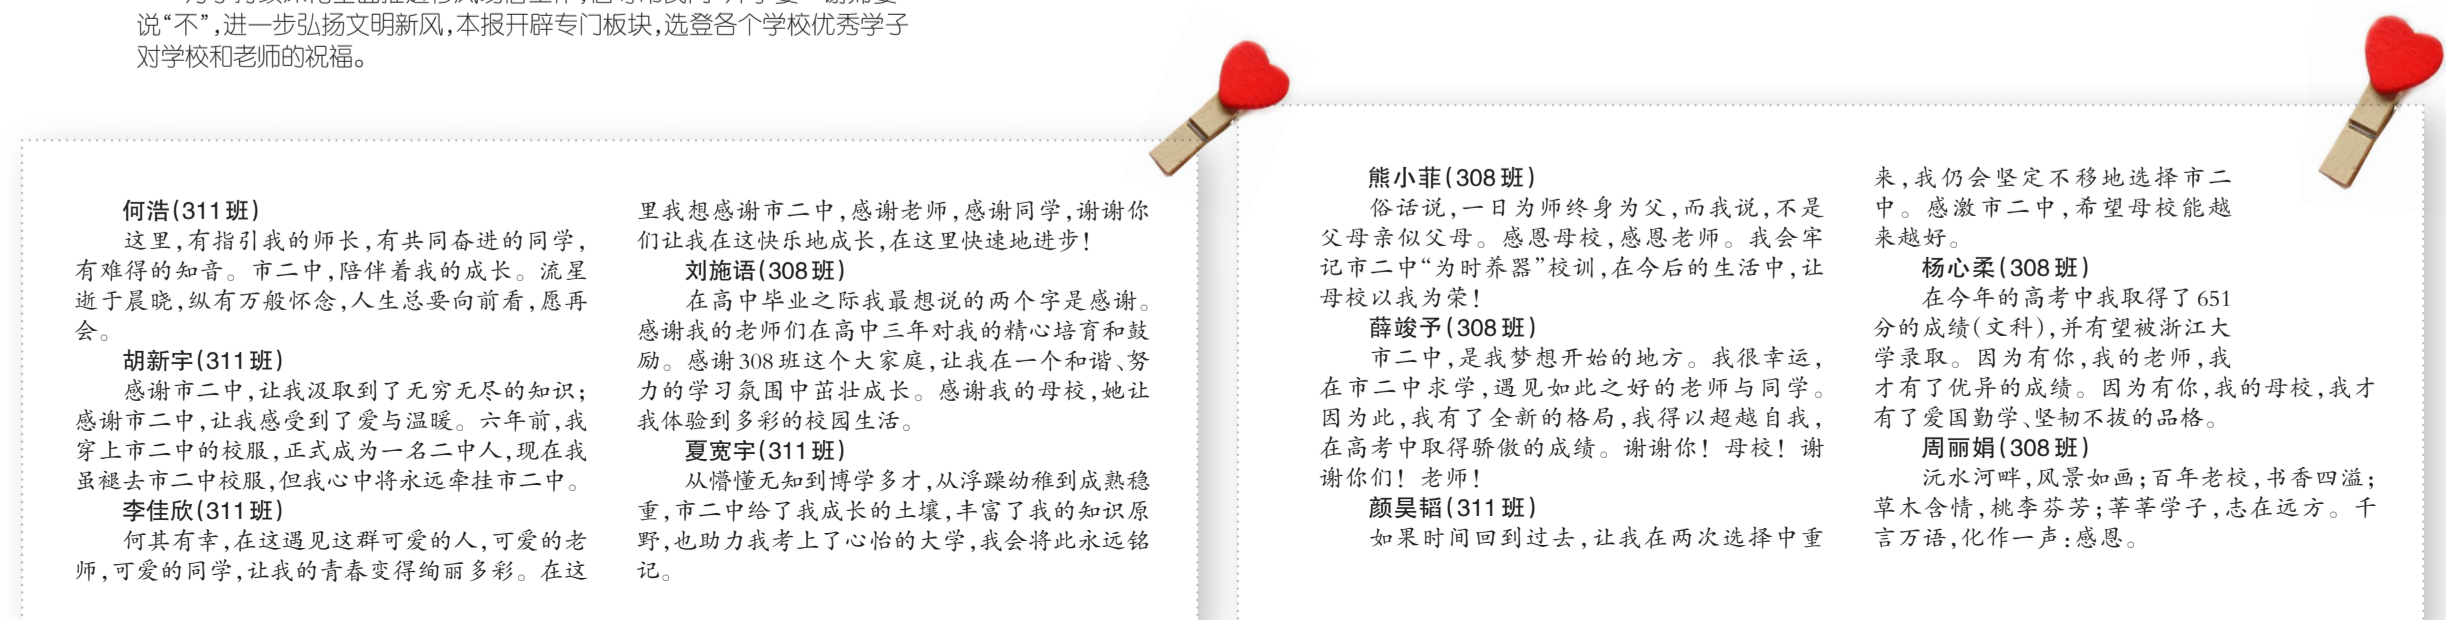 说“不”,进一步弘扬文明新风,本报开辟专门板块,选登各个学校优秀学子
对学校和老师的祝福。
何浩(311班)
这里,有指引我的师长,有共同奋进的同学,
有难得的知音。市二中,陪伴着我的成长。流星
逝于晨晓,纵有万般怀念,人生总要向前看,愿再
会。
胡新宇(311班)
感谢市二中,让我汲取到了无穷无尽的知识;
感谢市二中,让我感受到了爱与温暖。六年前,我
穿上市二中的校服,正式成为一名二中人,现在我
虽褪去市二中校服,但我心中将永远牵挂市二中。
李佳欣(311班)
何其有幸,在这遇见这群可爱的人,可爱的老
师,可爱的同学,让我的青春变得绚丽多彩。在这
里我想感谢市二中,感谢老师,感谢同学,谢谢你
们让我在这快乐地成长,在这里快速地进步!
刘施语(308班)
在高中毕业之际我最想说的两个字是感谢。
感谢我的老师们在高中三年对我的精心培育和鼓
励。感谢308班这个大家庭,让我在一个和谐、努
力的学习氛围中茁壮成长。感谢我的母校,她让
我体验到多彩的校园生活。
夏宽宇(311班)
从懵懂无知到博学多才,从浮躁幼稚到成熟稳
重,市二中给了我成长的土壤,丰富了我的知识原
野,也助力我考上了心怡的大学,我会将此永远铭
记。
熊小菲(308班)
俗话说,一日为师终身为父,而我说,不是
父母亲似父母。感恩母校,感恩老师。我会牢
记市二中“为时养器”校训,在今后的生活中,让
母校以我为荣!
薛竣予(308班)
市二中,是我梦想开始的地方。我很幸运,
在市二中求学,遇见如此之好的老师与同学。
因为此,我有了全新的格局,我得以超越自我,
在高考中取得骄傲的成绩。谢谢你!母校!谢
谢你们!老师!
颜昊韬(311班)
如果时间回到过去,让我在两次选择中重
来,我仍会坚定不移地选择市二
中。感激市二中,希望母校能越
来越好。
杨心柔(308班)
在今年的高考中我取得了651
分的成绩(文科),并有望被浙江大
学录取。因为有你,我的老师,我
才有了优异的成绩。因为有你,我的母校,我才
有了爱国勤学、坚韧不拔的品格。
周丽娟(308班)
沅水河畔,风景如画;百年老校,书香四溢;
草木含情,桃李芬芳;莘莘学子,志在远方。千
言万语,化作一声:感恩。